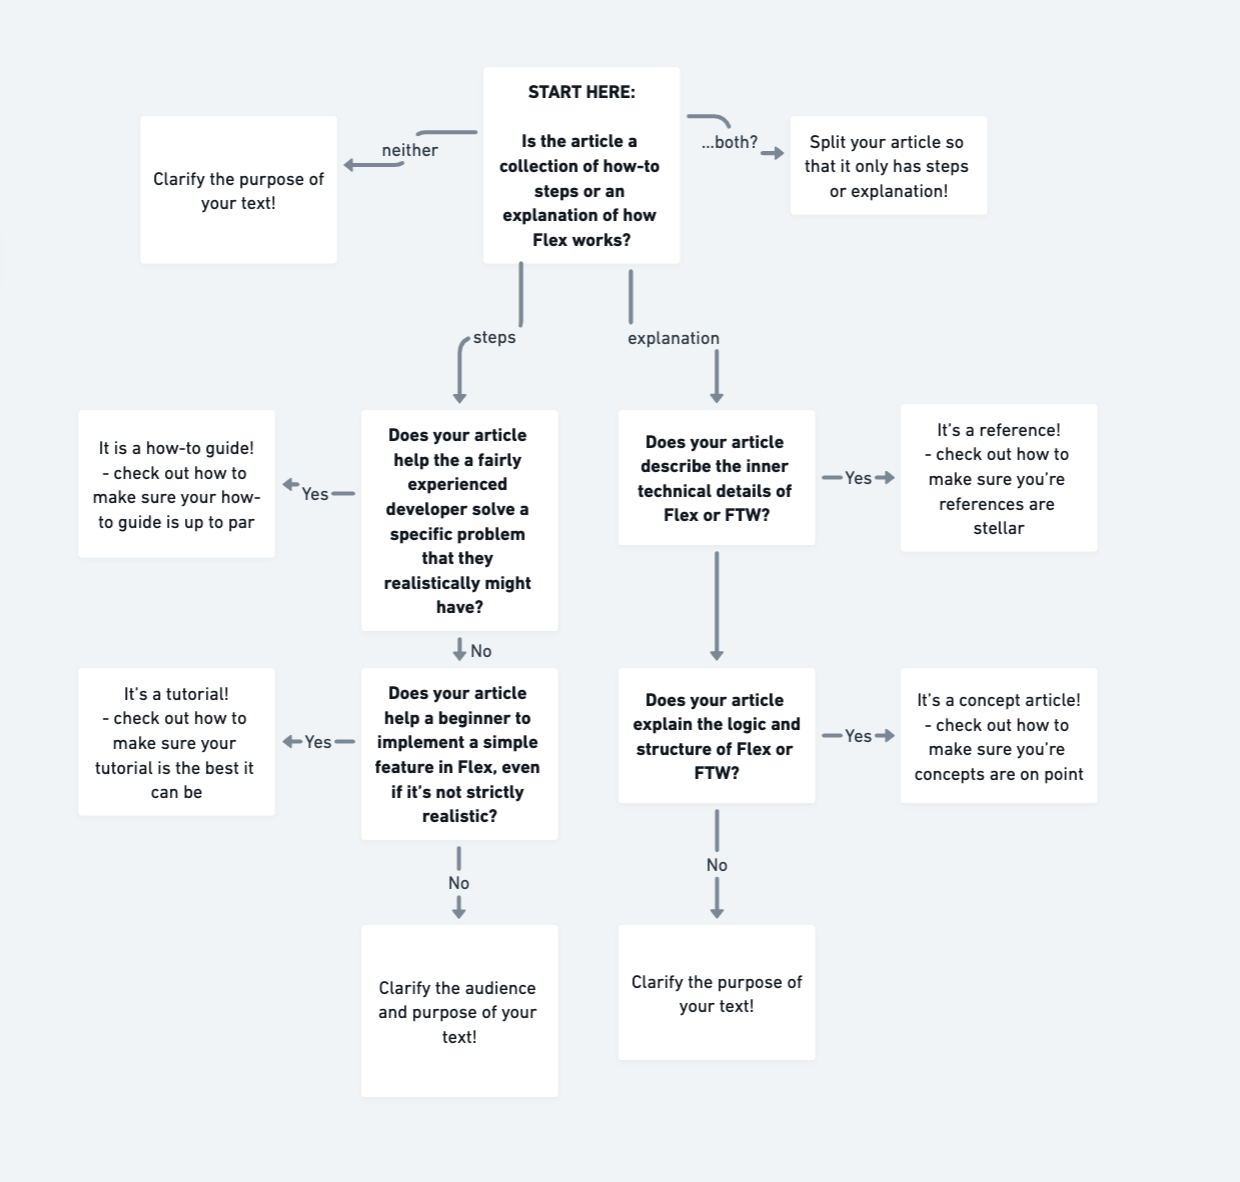 START HERE:
Is the article a
collection of how-to
steps or an
explanation of how
Flex works?
neither
Clarify the purpose of
your text!
...both?
Split your article so
that it only has steps
or explanation!
steps
explanation
Does your article
help the a fairly
experienced
developer solve a
specific problem
that they
realistically might
have?
Yes
It is a how-to guide!
- check out how to
make sure your how-
to guide is up to par
Does your article
describe the inner
technical details of
Flex or FTW?
Yes
It's a reference!
- check out how to
make sure you're
references are
stellar
No
Does your article
help a beginner to
implement a simple
feature in Flex, even
if it's not strictly
realistic?
Yes
It's a tutorial!
- check out how to
make sure your
tutorial is the best it
can be
Does your article
explain the logic and
structure of Flex or
FTW?
Yes
It's a concept article!
- check out how to
make sure you're
concepts are on point
No
Clarify the audience
and purpose of your
text!
No
Clarify the purpose of
your text!